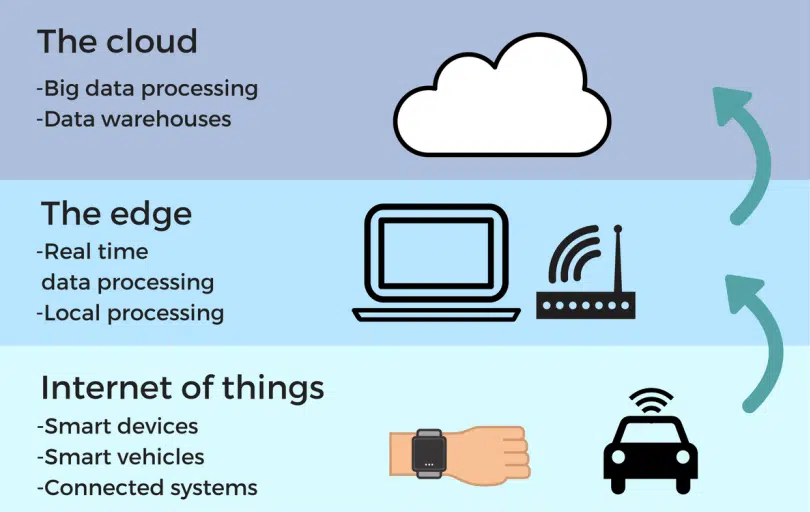 The cloud
-Big data processing
-Data warehouses
The edge
-Real time
data processing
-Local processing
Internet of things
-Smart devices
-Smart vehicles
-Connected systems